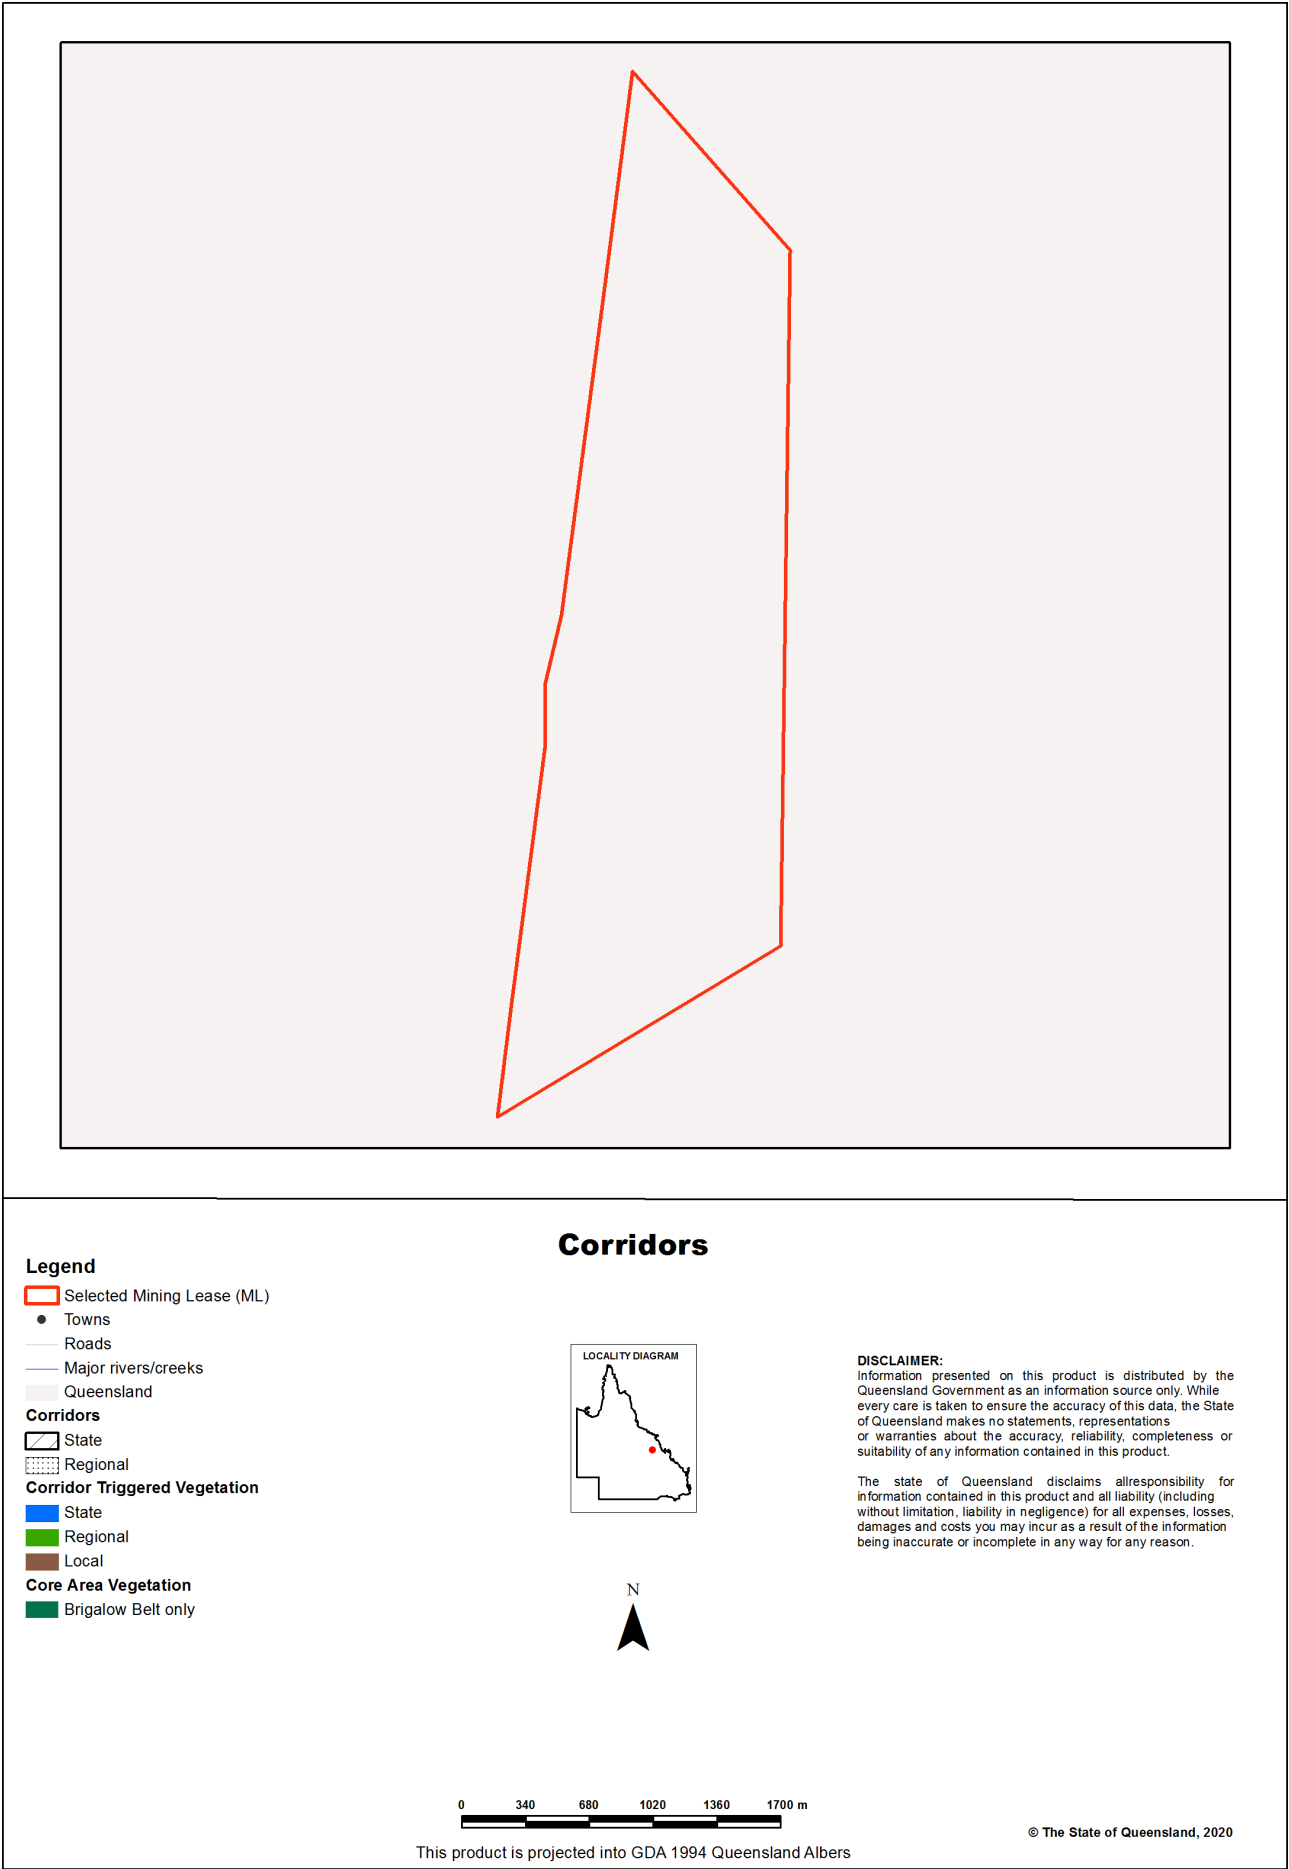 Corridors
Legend
Selected Mining Lease (ML)
Towns
Roads
Major rivers/creeks
Queensland
Corridors
State
Regional
Corridor Triggered Vegetation
State
Regional
Local
Core Area Vegetation
Brigalow Belt only
LOCALITY DIAGRAM
N
DISCLAIMER:
Information presented on this product is distributed by the
Queensland Government as an information source only. While
every care is taken to ensure the accuracy of this data, the State
of Queensland makes no statements, representations
or warranties about the accuracy, reliability, completeness or
suitability of any information contained in this product.
The state of Queensland disclaims allresponsibility for
information contained in this product and all liability (including
without limitation, liability in negligence) for all expenses, losses,
damages and costs you may incur as a result of the information
being inaccurate or incomplete in any way for any reason.
0 340 680 1020 1360 1700 m
This product is projected into GDA 1994 Queensland Albers
© The State of Queensland, 2020